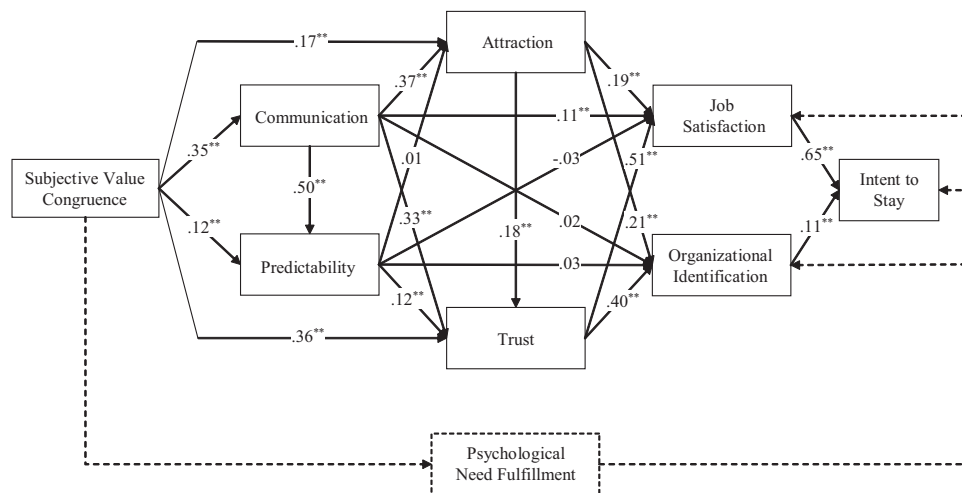 Attraction
.17**
.37**
.19**
Communication
.11**
Job
Satisfaction
.35**
.01
-.03
.51**
.65**
Subjective Value
Congruence
.50**
Intent to
Stay
.12**
.33**
.18**
.02
.21**
.11**
Predictability
.03
Organizational
Identification
.12**
.40**
.36**
Trust
Psychological
Need Fulfillment